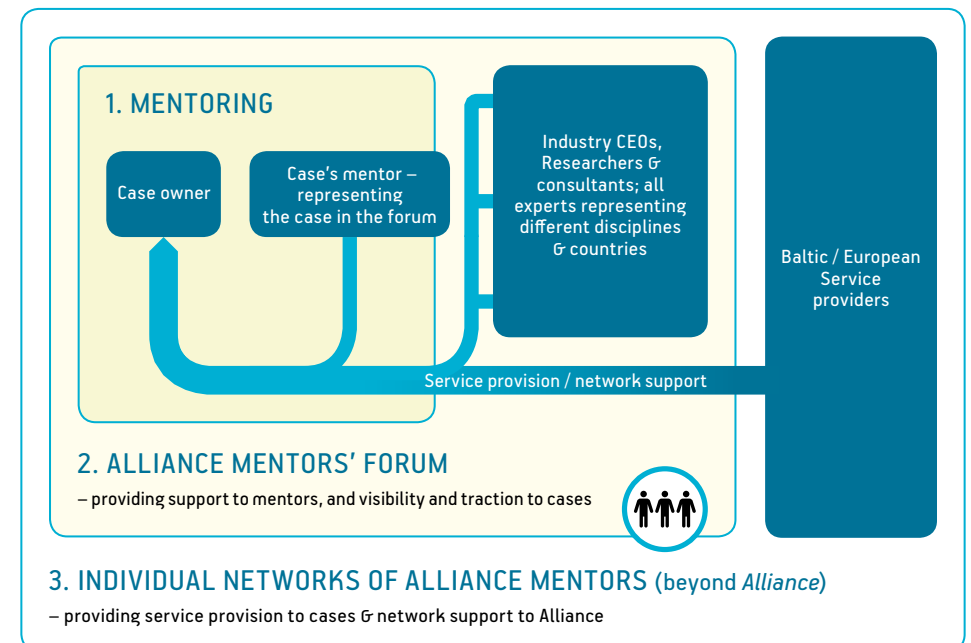 1. MENTORING
Case owner
Case's mentor –
representing
the case in the forum
Industry CEOs,
Researchers &
consultants; all
experts representing
different disciplines
& countries
Baltic / European
Service
providers
Service provision / network support
2. ALLIANCE MENTORS' FORUM
– providing support to mentors, and visibility and traction to cases
3. INDIVIDUAL NETWORKS OF ALLIANCE MENTORS (beyond Alliance)
– providing service provision to cases & network support to Alliance